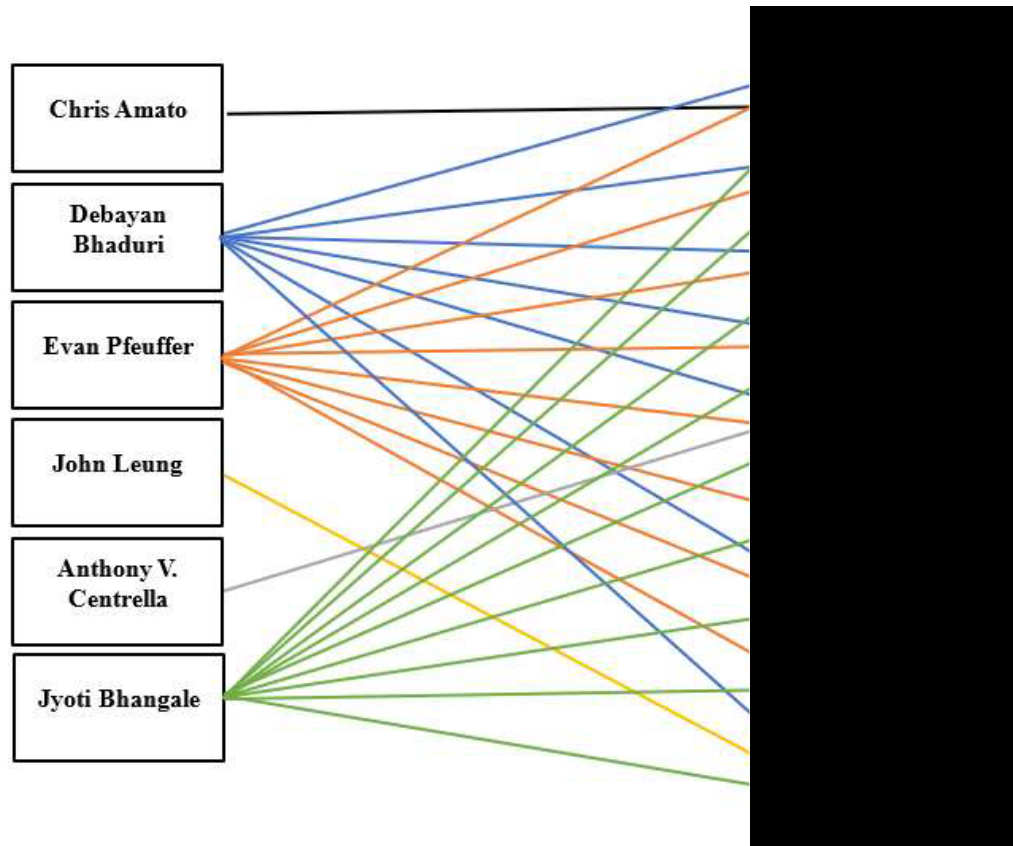 Chris Amato
Debayan
Bhaduri
Evan Pfeuffer
John Leung
Anthony V.
Centrella
Jyoti Bhangale